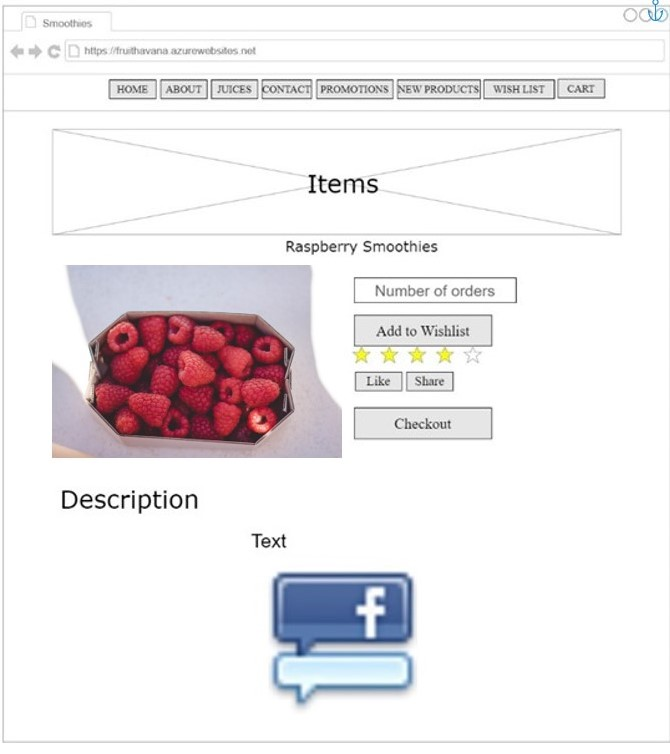 Smoothies
https://fruithavana.azurewebsites.net
HOME ABOUT JUICES CONTACT PROMOTIONS NEW PRODUCTS WISH LIST CART
Items
Raspberry Smoothies
Number of orders
Add to Wishlist
Like Share
Checkout
Description
Text
f